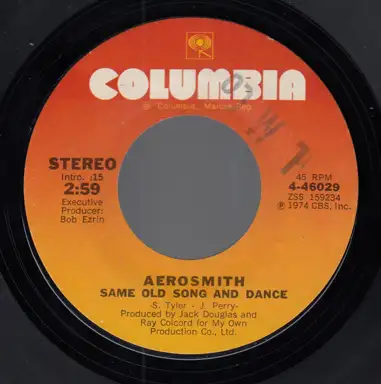 COLUMBIA
® "Columbia," Marcas Reg.
STEREO
Intro. :15
2:59
Executive
Producer:
Bob Ezrin
45 RPM
4-46029
ZSS 159234
℗ 1974 CBS, Inc.
AEROSMITH
SAME OLD SONG AND DANCE
-S. Tyler - J. Perry-
Produced by Jack Douglas and
Ray Colcord for My Own
Production Co., Ltd.